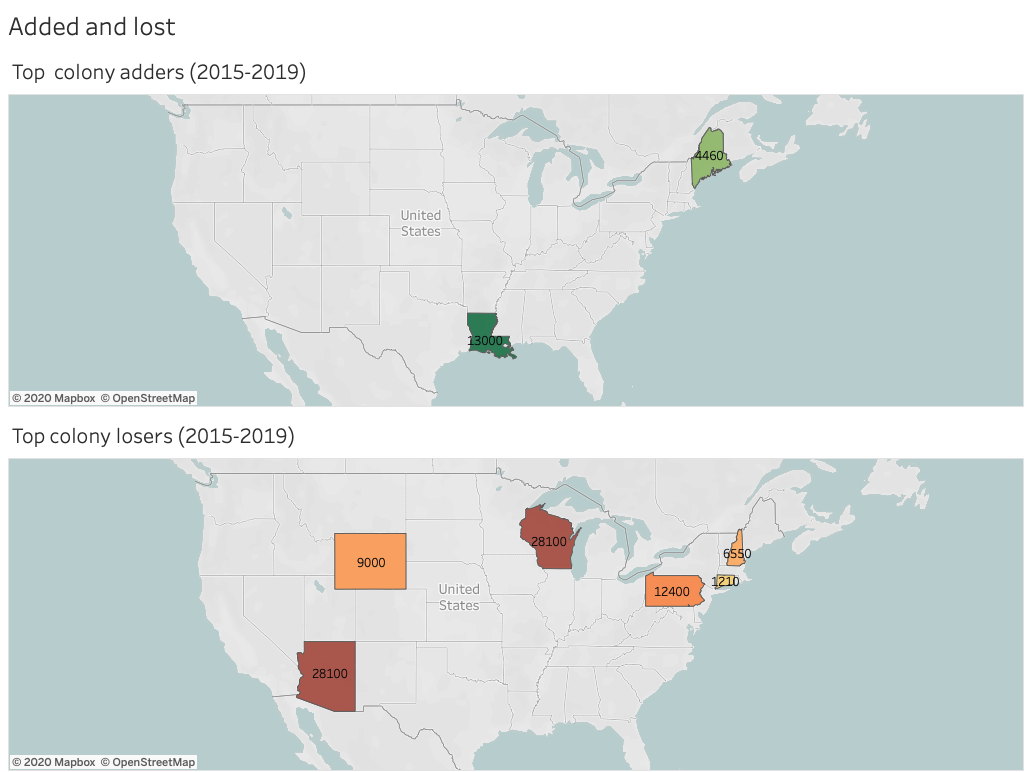 Added and lost
Top colony adders (2015-2019)
4460
United
States
13000
© 2020 Mapbox © OpenStreetMap
Top colony losers (2015-2019)
28100
6550
9000
1210
12400
United
States
28100
© 2020 Mapbox © OpenStreetMap